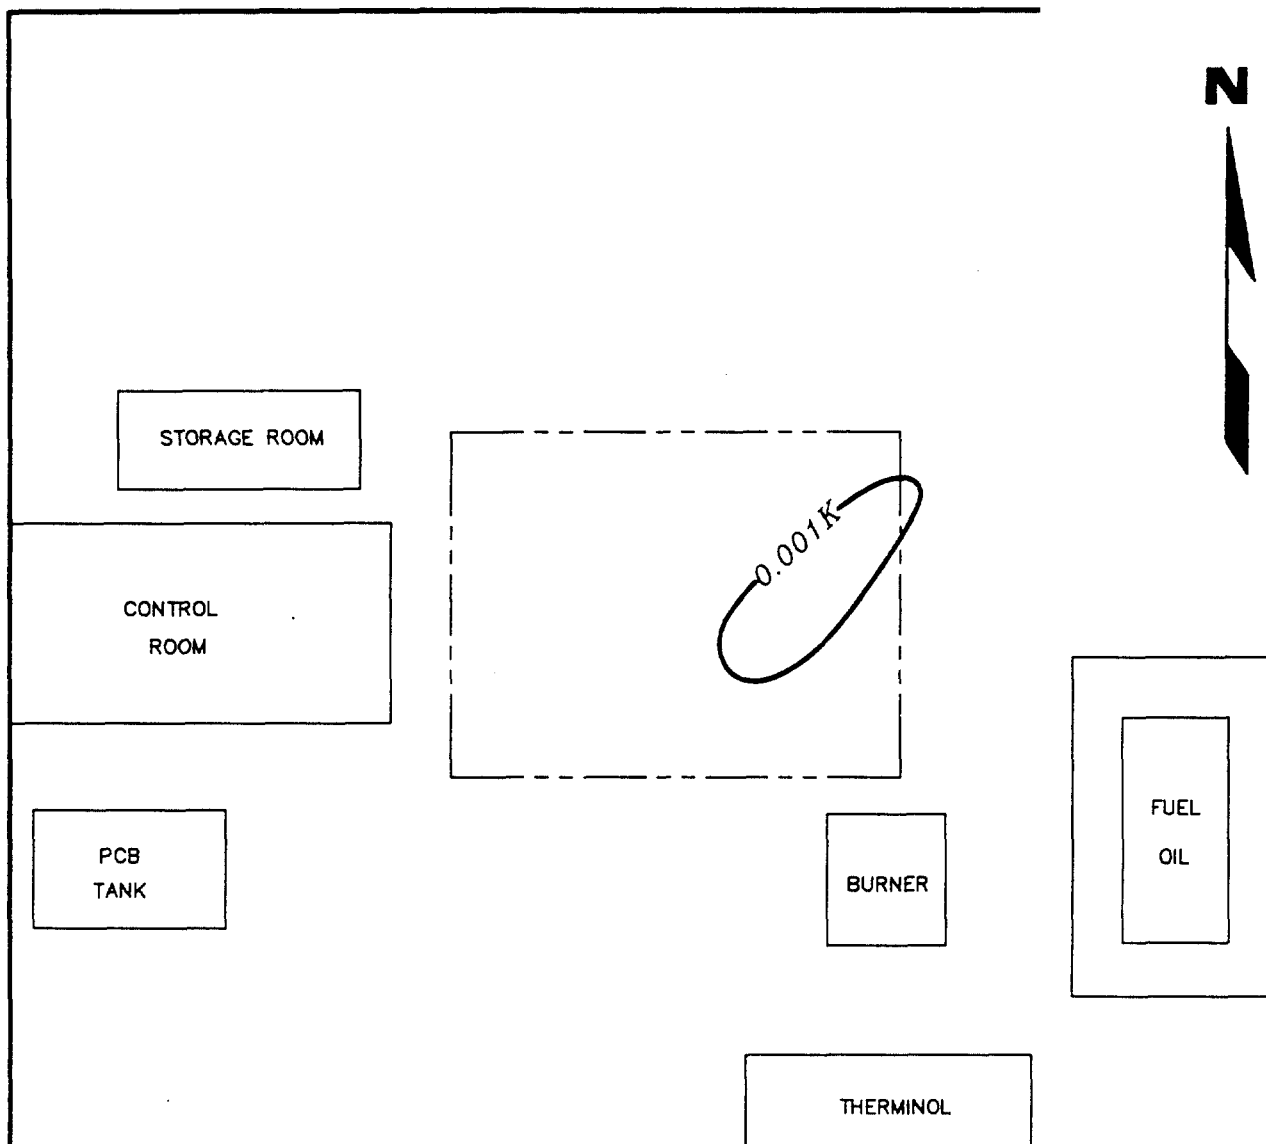 N
STORAGE ROOM
0.001K
CONTROL
ROOM
FUEL
OIL
PCB
TANK
BURNER
THERMINOL